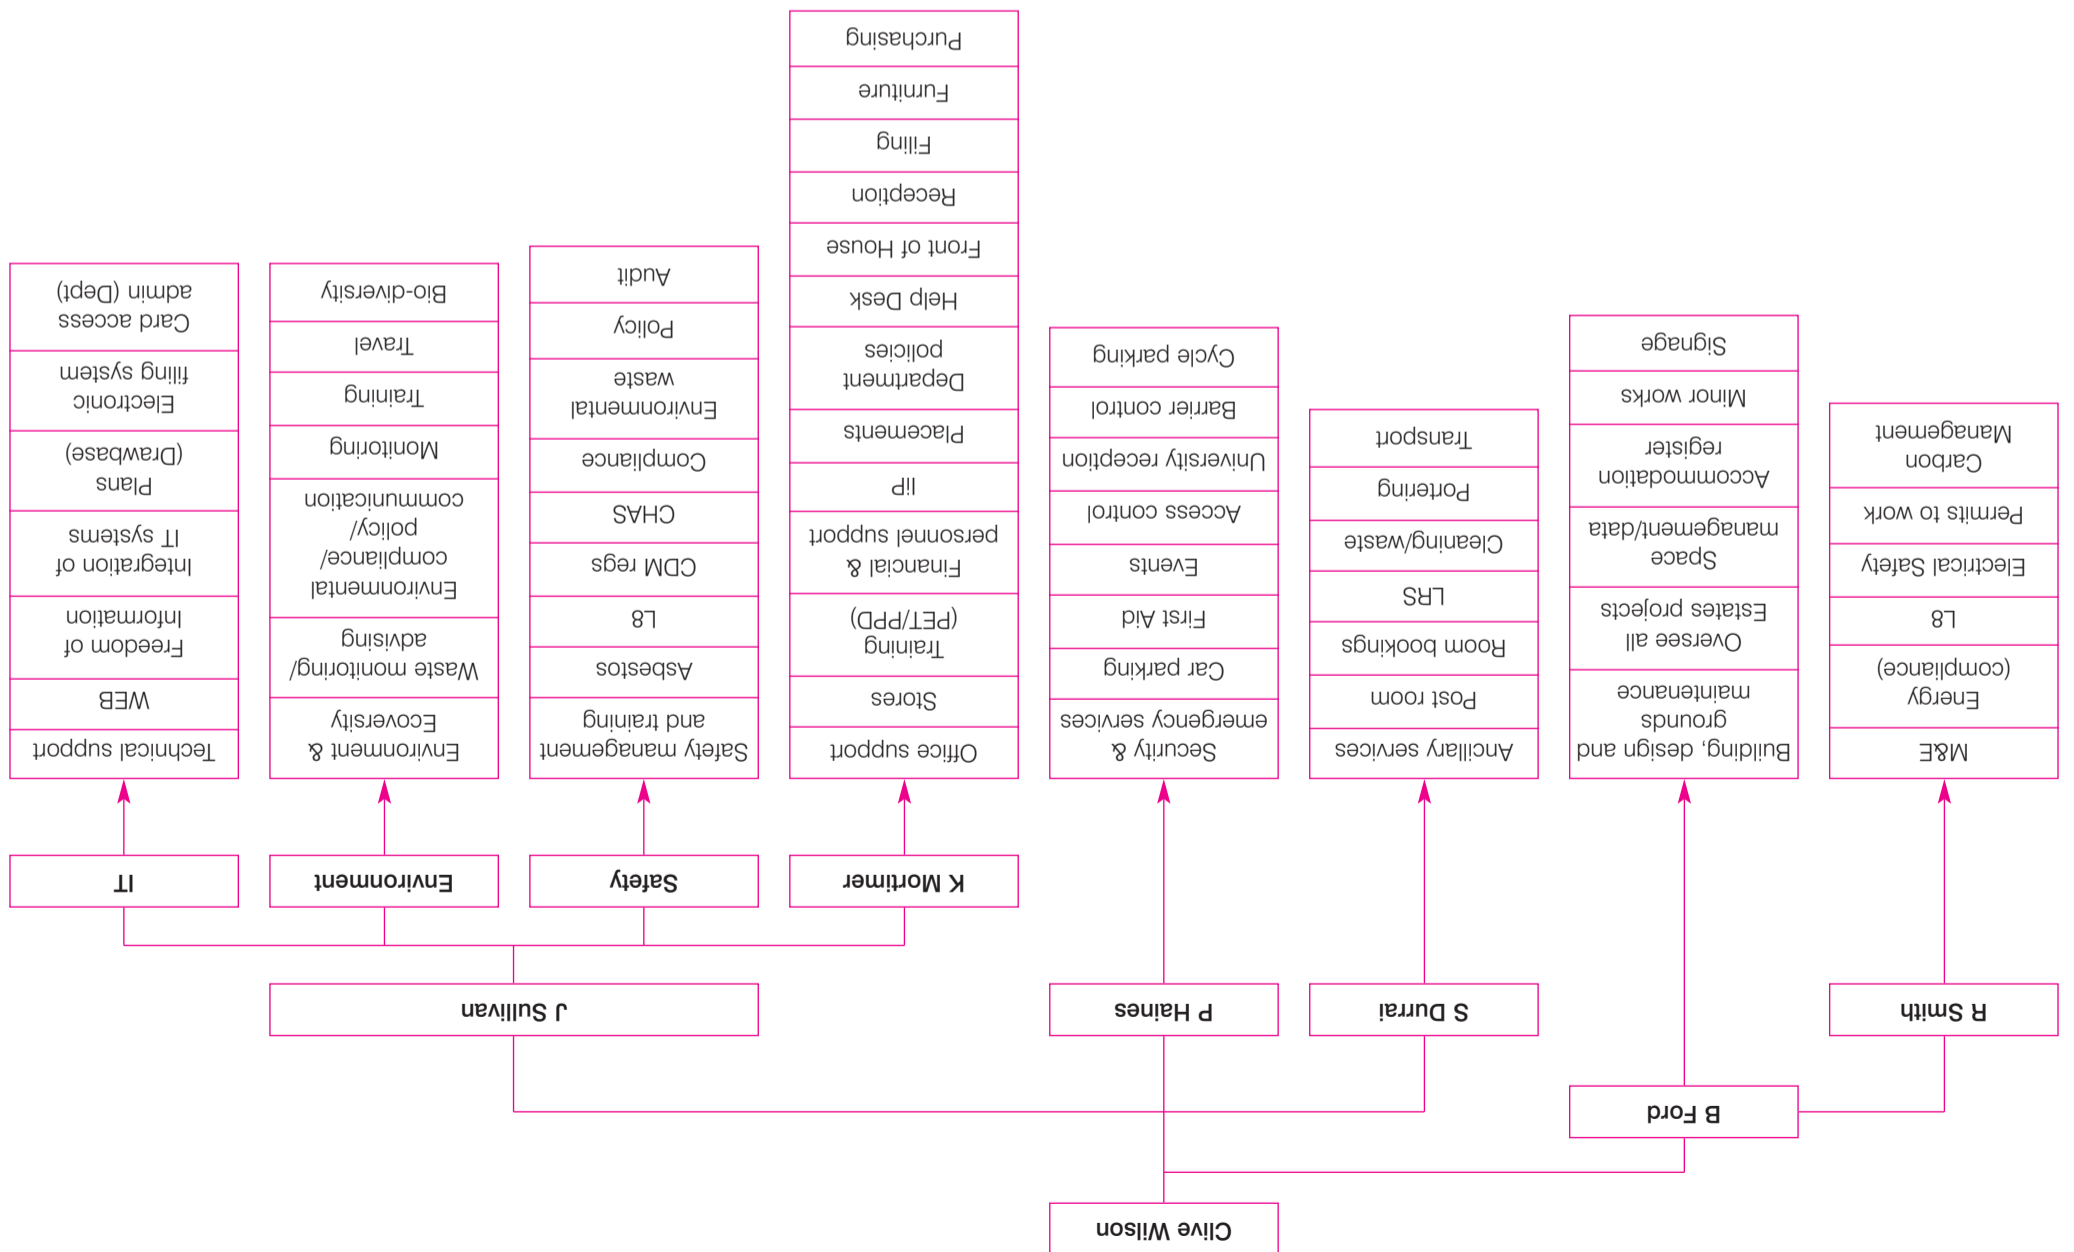 Clive Wilson
B Ford
R Smith
S Durrai
P Haines
J Sullivan
K Mortimer
Safety
Environment
IT
M&E
Energy
(compliance)
L8
Electrical Safety
Permits to work
Carbon
Management
Building, design and
grounds
maintenance
Oversee all
Estates projects
Space
management/data
Accommodation
register
Minor works
Signage
Ancillary services
Post room
Room bookings
LRS
Cleaning/waste
Portering
Transport
Security &
emergency services
Car parking
First Aid
Events
Access control
University reception
Barrier control
Cycle parking
Office support
Stores
Training
(PET/PPD)
Financial &
personnel support
IiP
Placements
Department
policies
Help Desk
Front of House
Reception
Filing
Furniture
Purchasing
Safety management
and training
Asbestos
L8
CDM regs
CHAS
Compliance
Environmental
waste
Policy
Audit
Environment &
Ecoversity
Waste monitoring/
advising
Environmental
compliance/
policy/
communication
Monitoring
Training
Travel
Bio-diversity
Technical support
WEB
Freedom of
Information
Integration of
IT systems
Plans
(Drawbase)
Electronic
filing system
Card access
admin (Dept)